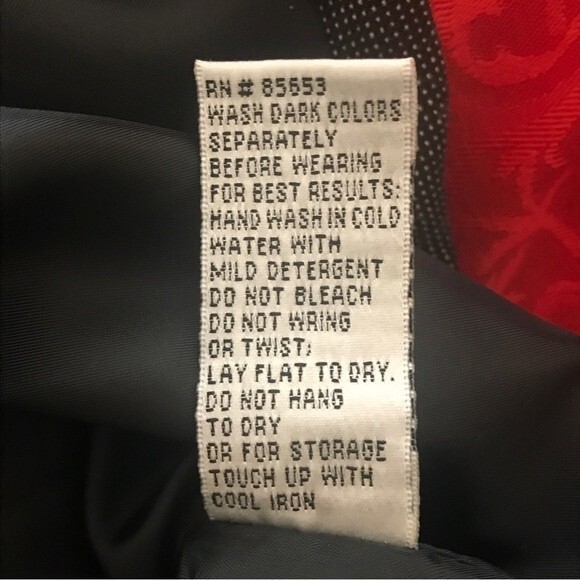 RN # 85653
WASH DARK COLORS
SEPARATELY
BEFORE WEARING
FOR BEST RESULTS:
HAND WASH IN COLD
WATER WITH
MILD DETERGENT
DO NOT BLEACH
DO NOT WRING
OR TWIST;
LAY FLAT TO DRY.
DO NOT HANG
TO DRY
OR FOR STORAGE
TOUCH UP WITH
COOL IRON